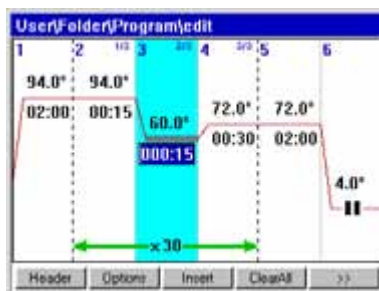 User\Folder\Program\edit
1 2 1/3 3 2/3 4 3/3 5 6
94.0° 94.0° 60.0° 72.0° 72.0° 4.0°
02:00 00:15 000:15 00:30 02:00
x30
Header Options Insert ClearAll >>